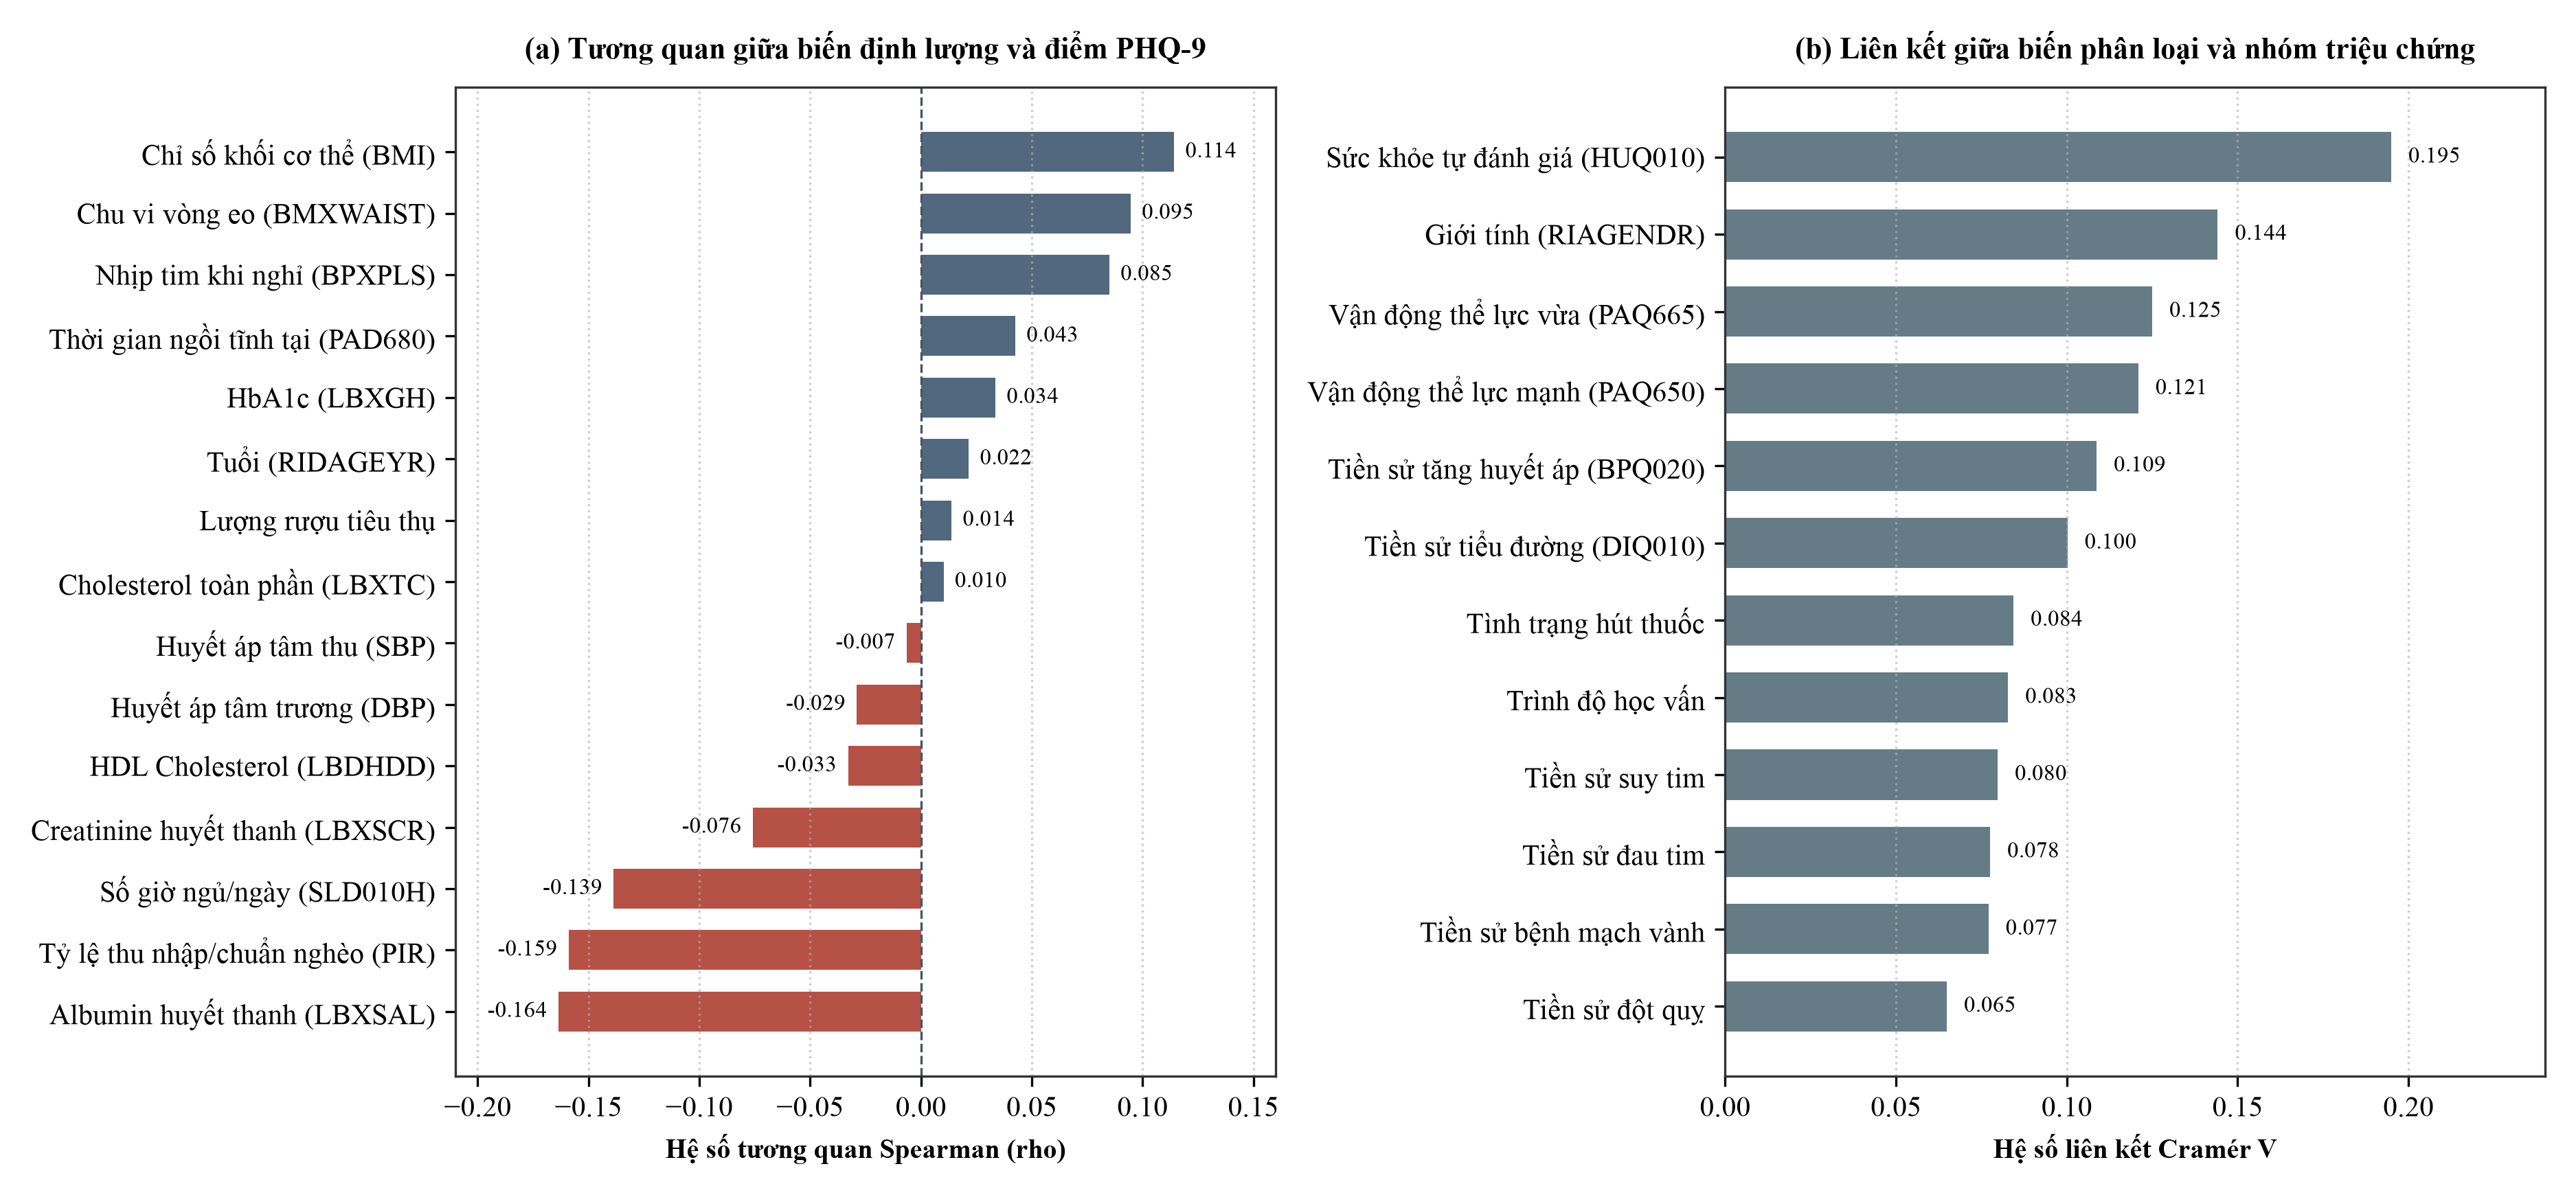 (a) Tương quan giữa biến định lượng và điểm PHQ-9
Chỉ số khối cơ thể (BMI)
0.114
Chu vi vòng eo (BMXWAIST)
0.095
Nhịp tim khi nghỉ (BPXPLS)
0.085
Thời gian ngồi tĩnh tại (PAD680)
0.043
HbA1c (LBXGH)
0.034
Tuổi (RIDAGEYR)
0.022
Lượng rượu tiêu thụ
0.014
Cholesterol toàn phần (LBXTC)
0.010
Huyết áp tâm thu (SBP)
-0.007
Huyết áp tâm trương (DBP)
-0.029
HDL Cholesterol (LBDHDD)
-0.033
Creatinine huyết thanh (LBXSCR)
-0.076
Số giờ ngủ/ngày (SLD010H)
-0.139
Tỷ lệ thu nhập/chuẩn nghèo (PIR)
-0.159
Albumin huyết thanh (LBXSAL)
-0.164
−0.20 −0.15 −0.10 −0.05 0.00 0.05 0.10 0.15
Hệ số tương quan Spearman (rho)
(b) Liên kết giữa biến phân loại và nhóm triệu chứng
Sức khỏe tự đánh giá (HUQ010)
0.195
Giới tính (RIAGENDR)
0.144
Vận động thể lực vừa (PAQ665)
0.125
Vận động thể lực mạnh (PAQ650)
0.121
Tiền sử tăng huyết áp (BPQ020)
0.109
Tiền sử tiểu đường (DIQ010)
0.100
Tình trạng hút thuốc
0.084
Trình độ học vấn
0.083
Tiền sử suy tim
0.080
Tiền sử đau tim
0.078
Tiền sử bệnh mạch vành
0.077
Tiền sử đột quỵ
0.065
0.00 0.05 0.10 0.15 0.20
Hệ số liên kết Cramér V